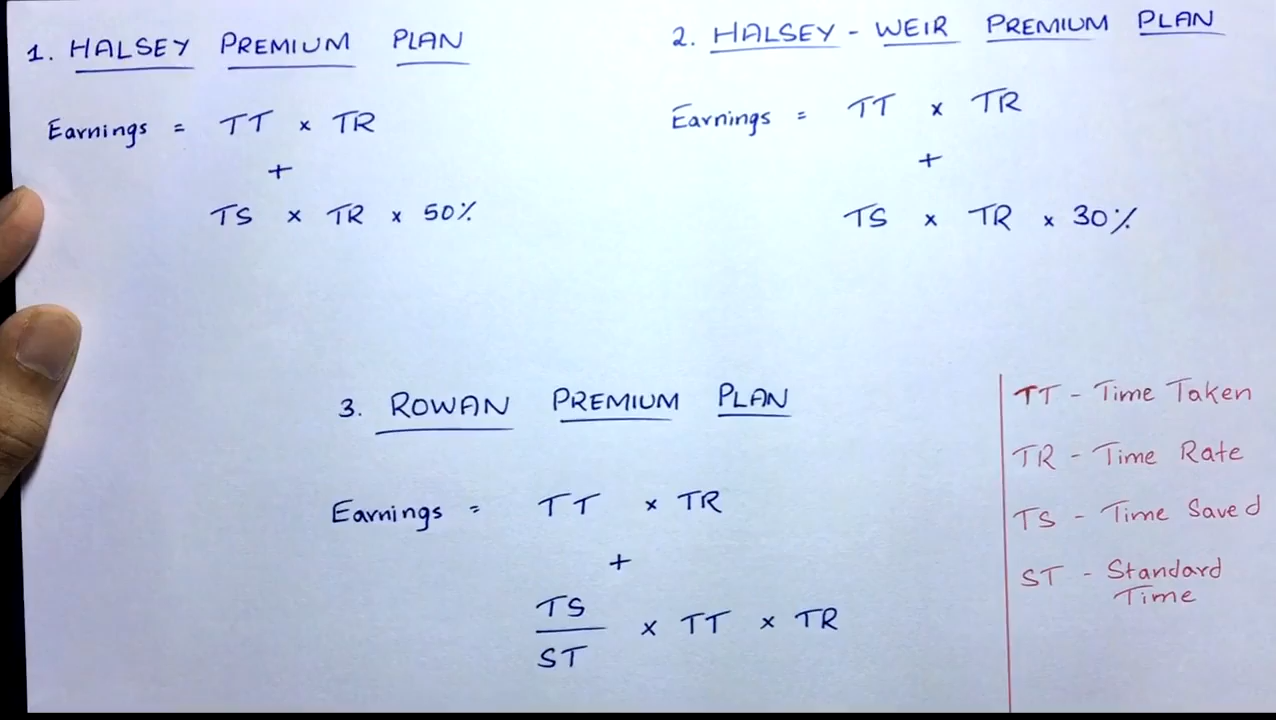 1. HALSEY PREMIUM PLAN
Earnings = TT x TR
+
TS x TR x 50%
2. HALSEY - WEIR PREMIUM PLAN
Earnings = TT x TR
+
TS x TR x 30%
3. ROWAN PREMIUM PLAN
Earnings = TT x TR
+
TS
x TT x TR
ST
TT - Time Taken
TR - Time Rate
TS - Time Saved
ST - Standard
Time